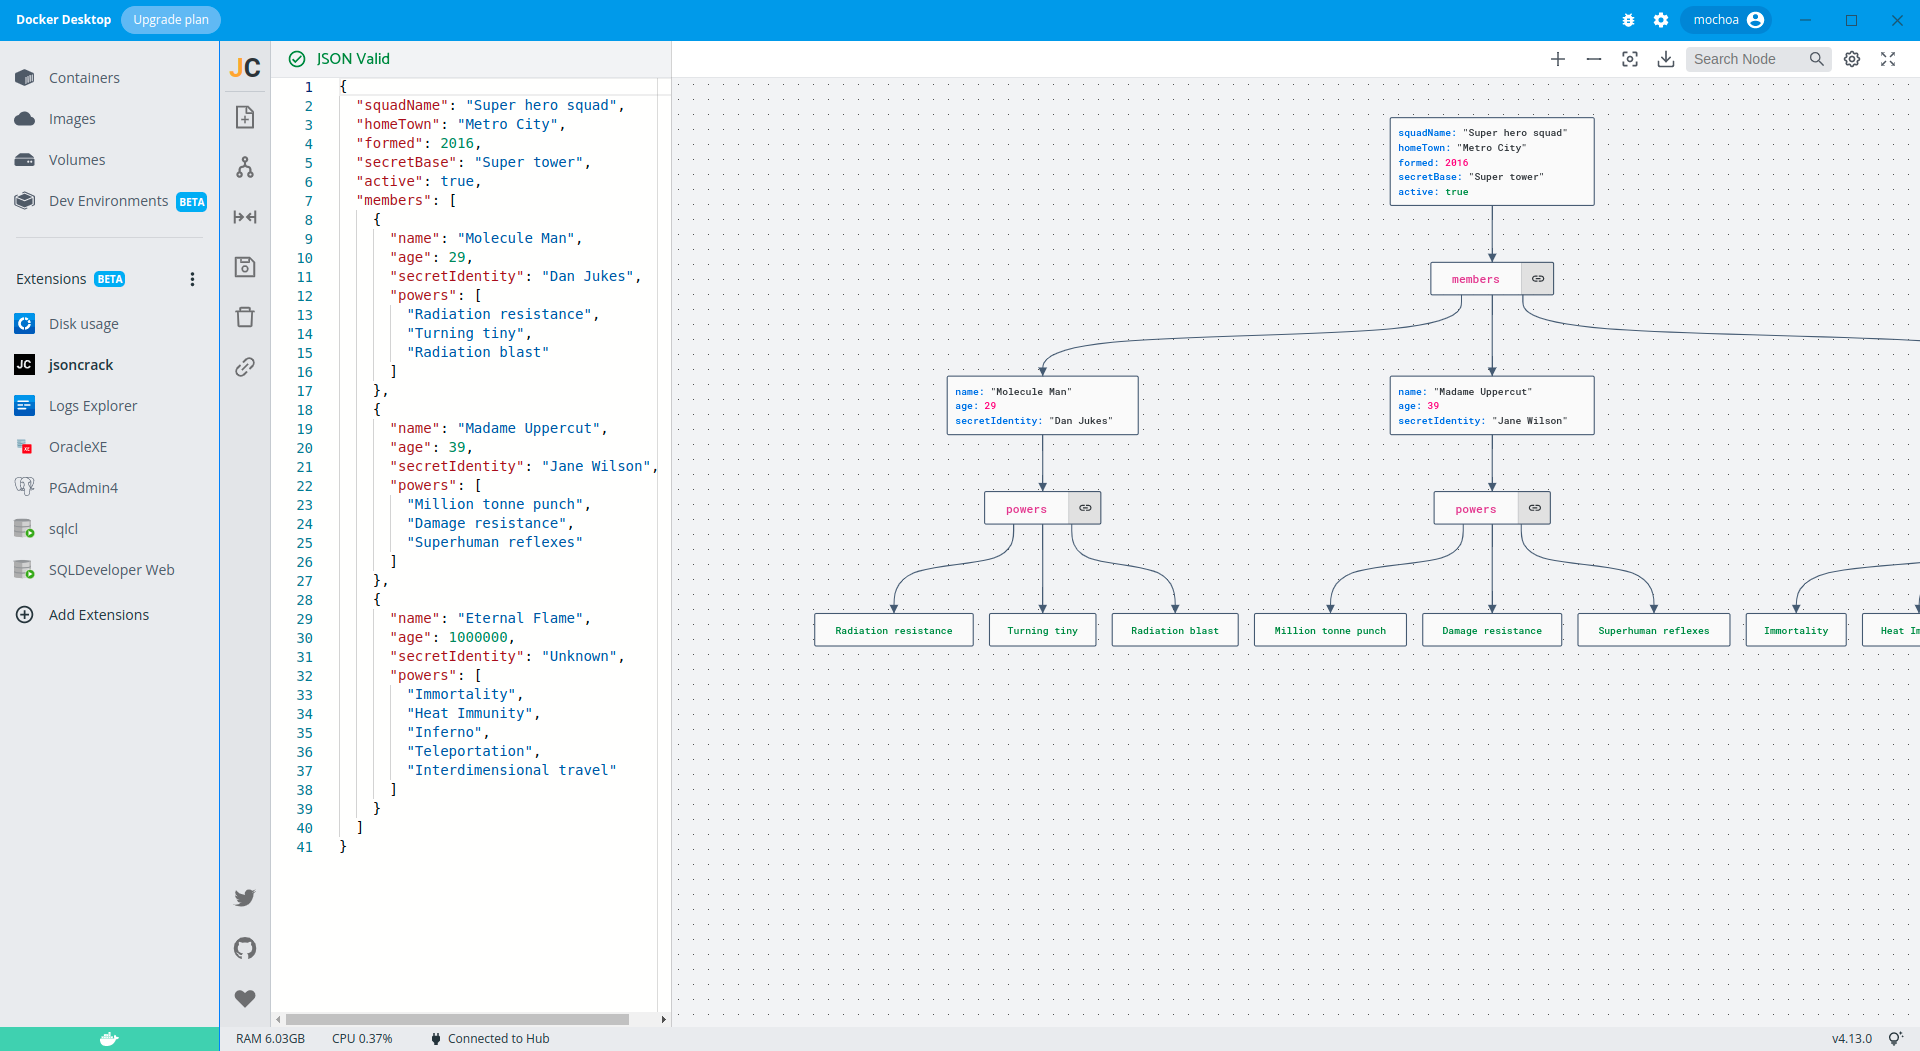 Docker Desktop Upgrade plan mochoa
Containers
Images
Volumes
Dev Environments BETA
Extensions BETA
Disk usage
JC jsoncrack
Logs Explorer
OracleXE
PGAdmin4
sqlcl
SQLDeveloper Web
Add Extensions
JC
JSON Valid
1 {
2 "squadName": "Super hero squad",
3 "homeTown": "Metro City",
4 "formed": 2016,
5 "secretBase": "Super tower",
6 "active": true,
7 "members": [
8 {
9 "name": "Molecule Man",
10 "age": 29,
11 "secretIdentity": "Dan Jukes",
12 "powers": [
13 "Radiation resistance",
14 "Turning tiny",
15 "Radiation blast"
16 ]
17 },
18 {
19 "name": "Madame Uppercut",
20 "age": 39,
21 "secretIdentity": "Jane Wilson",
22 "powers": [
23 "Million tonne punch",
24 "Damage resistance",
25 "Superhuman reflexes"
26 ]
27 },
28 {
29 "name": "Eternal Flame",
30 "age": 1000000,
31 "secretIdentity": "Unknown",
32 "powers": [
33 "Immortality",
34 "Heat Immunity",
35 "Inferno",
36 "Teleportation",
37 "Interdimensional travel"
38 ]
39 }
40 ]
41 }
Search Node
squadName: "Super hero squad"
homeTown: "Metro City"
formed: 2016
secretBase: "Super tower"
active: true
members
name: "Molecule Man"
age: 29
secretIdentity: "Dan Jukes"
name: "Madame Uppercut"
age: 39
secretIdentity: "Jane Wilson"
powers
powers
Radiation resistance
Turning tiny
Radiation blast
Million tonne punch
Damage resistance
Superhuman reflexes
Immortality
Heat
RAM 6.03GB CPU 0.37% Connected to Hub v4.13.0